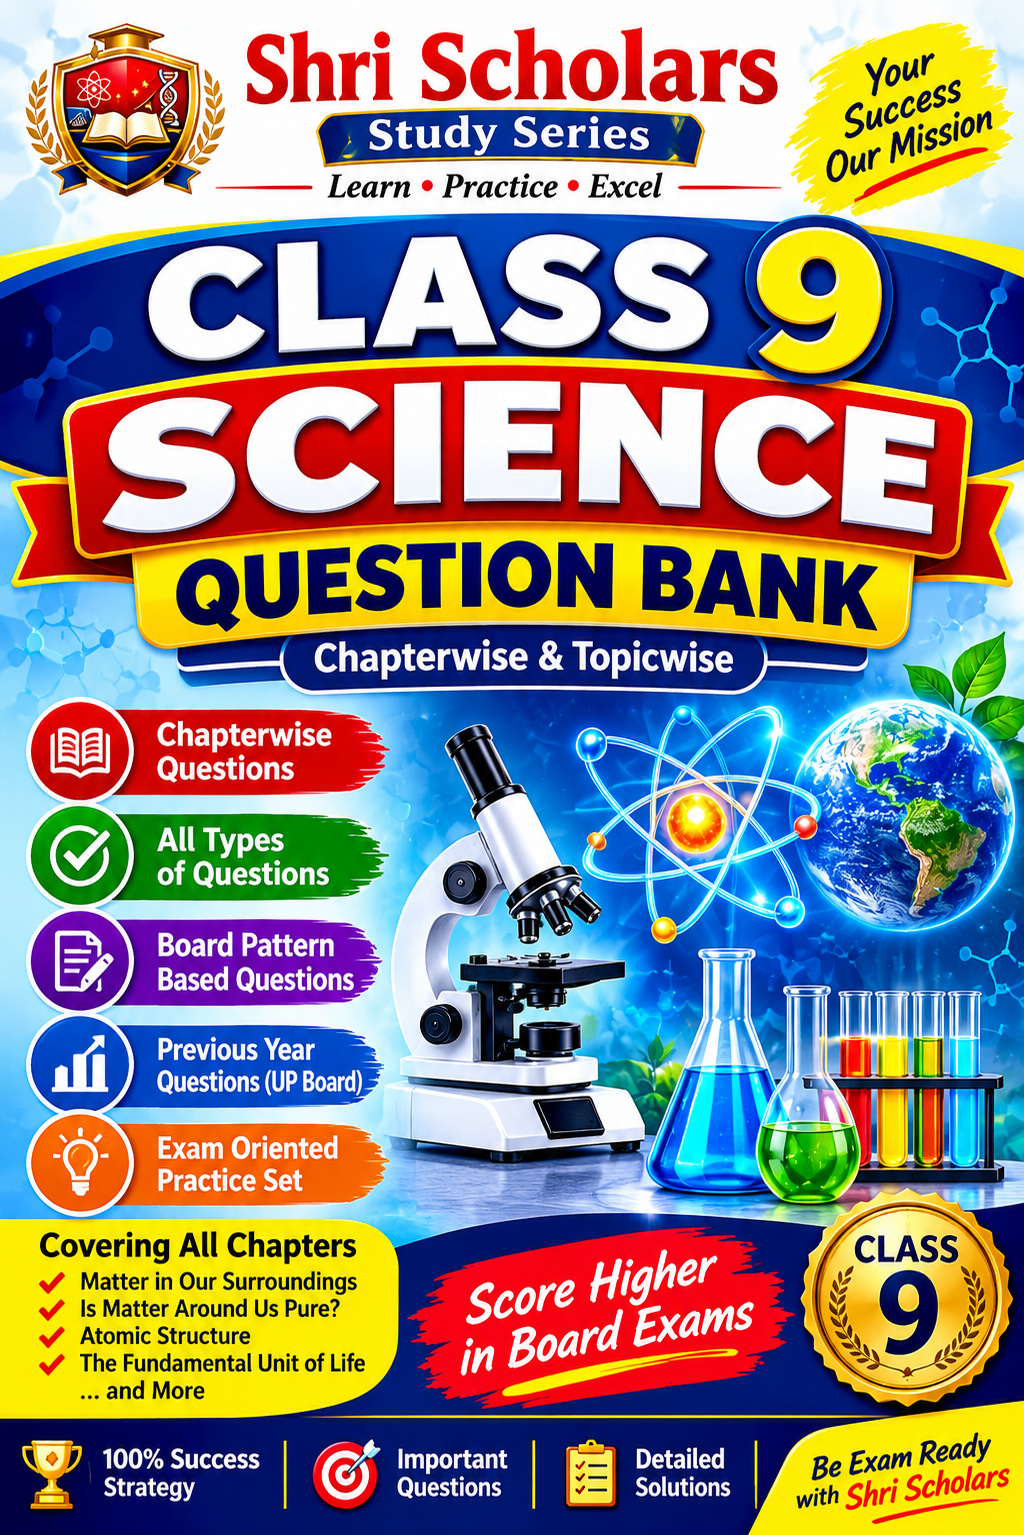 Shri Scholars
Study Series
Learn • Practice • Excel
Your
Success
Our Mission
CLASS 9
SCIENCE
QUESTION BANK
Chapterwise & Topicwise
Chapterwise
Questions
All Types
of Questions
Board Pattern
Based Questions
Previous Year
Questions (UP Board)
Exam Oriented
Practice Set
Covering All Chapters
Matter in Our Surroundings
Is Matter Around Us Pure?
Atomic Structure
The Fundamental Unit of Life
... and More
Score Higher
in Board Exams
CLASS
9
100% Success
Strategy
Important
Questions
Detailed
Solutions
Be Exam Ready
with Shri Scholars